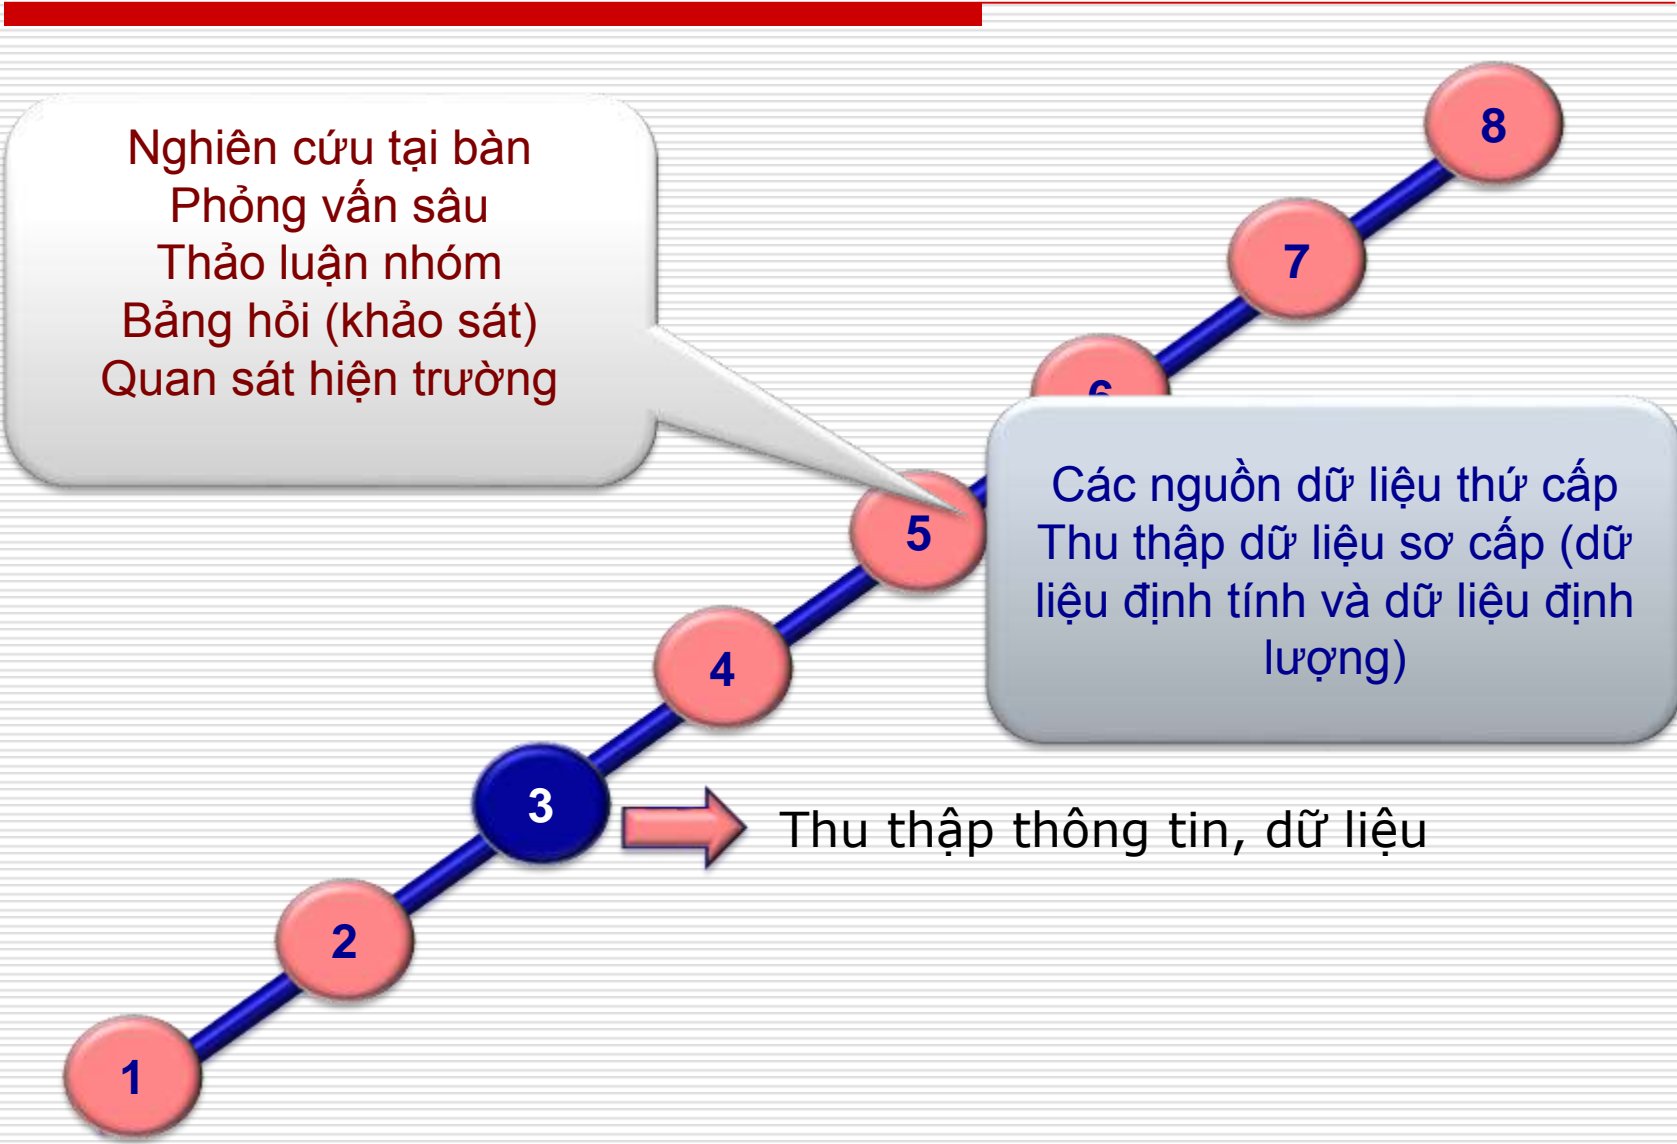 Nghiên cứu tại bàn
Phỏng vấn sâu
Thảo luận nhóm
Bảng hỏi (khảo sát)
Quan sát hiện trường
8
7
6
Các nguồn dữ liệu thứ cấp
Thu thập dữ liệu sơ cấp (dữ
liệu định tính và dữ liệu định
lượng)
5
4
3
Thu thập thông tin, dữ liệu
2
1